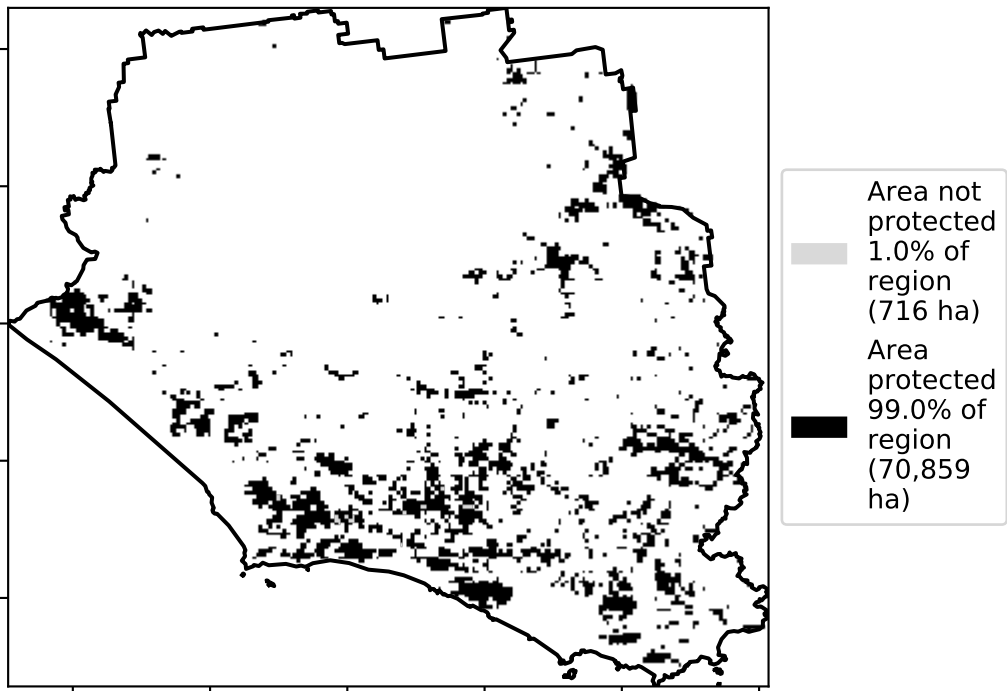 Area not
protected
1.0% of
region
(716 ha)
Area
protected
99.0% of
region
(70,859
ha)